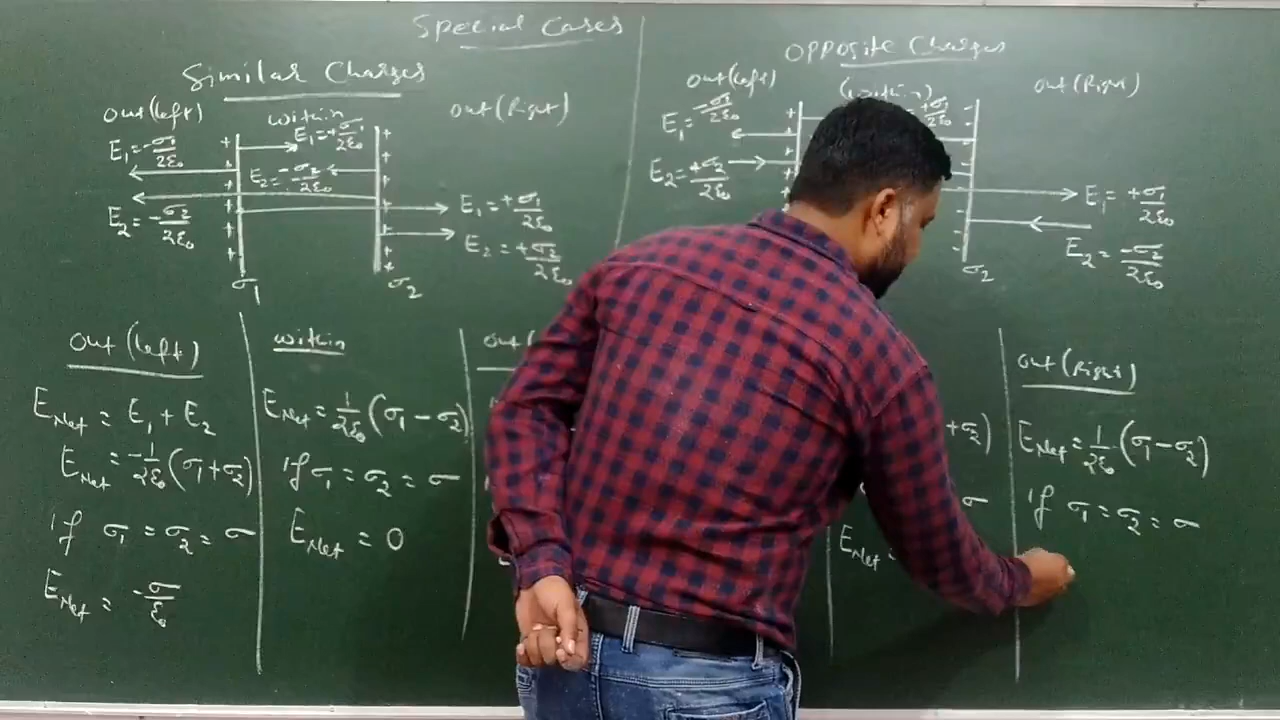 Special Cases
Similar Charges
out(left)
within
out(Right)
E₁ = -σ₁/2ε₀
E₁ = +σ₁/2ε₀
E₂ = -σ₂/2ε₀
E₂ = -σ₂/2ε₀
E₁ = +σ₁/2ε₀
E₂ = +σ₂/2ε₀
σ₁
σ₂
out (left)
E_Net = E₁ + E₂
E_Net = -1/2ε₀ (σ₁ + σ₂)
if σ₁ = σ₂ = σ
E_Net = -σ/ε₀
within
E_Net = 1/2ε₀ (σ₁ - σ₂)
if σ₁ = σ₂ = σ
E_Net = 0
out (
Opposite Charges
out(left)
(within)
out(Right)
E₁ = -σ₁/2ε₀
+σ₁/2ε₀
E₂ = +σ₂/2ε₀
E₁ = +σ₁/2ε₀
E₂ = -σ₂/2ε₀
σ₂
+σ₂)
σ
E_Net =
out (Right)
E_Net = 1/2ε₀ (σ₁ - σ₂)
if σ₁ = σ₂ = σ